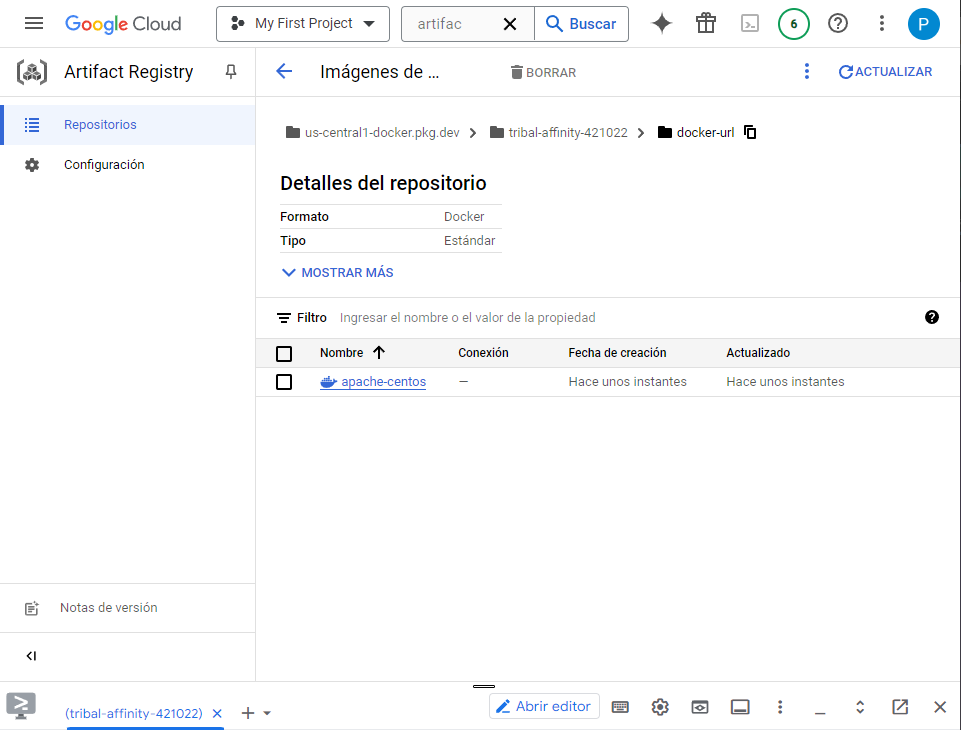 Google Cloud
My First Project
artifac
Buscar
6
P
Artifact Registry
Imágenes de ...
BORRAR
ACTUALIZAR
Repositorios
Configuración
us-central1-docker.pkg.dev
tribal-affinity-421022
docker-url
Detalles del repositorio
Formato Docker
Tipo Estándar
MOSTRAR MÁS
Filtro Ingresar el nombre o el valor de la propiedad
Nombre Conexión Fecha de creación Actualizado
apache-centos — Hace unos instantes Hace unos instantes
Notas de versión
(tribal-affinity-421022)
Abrir editor